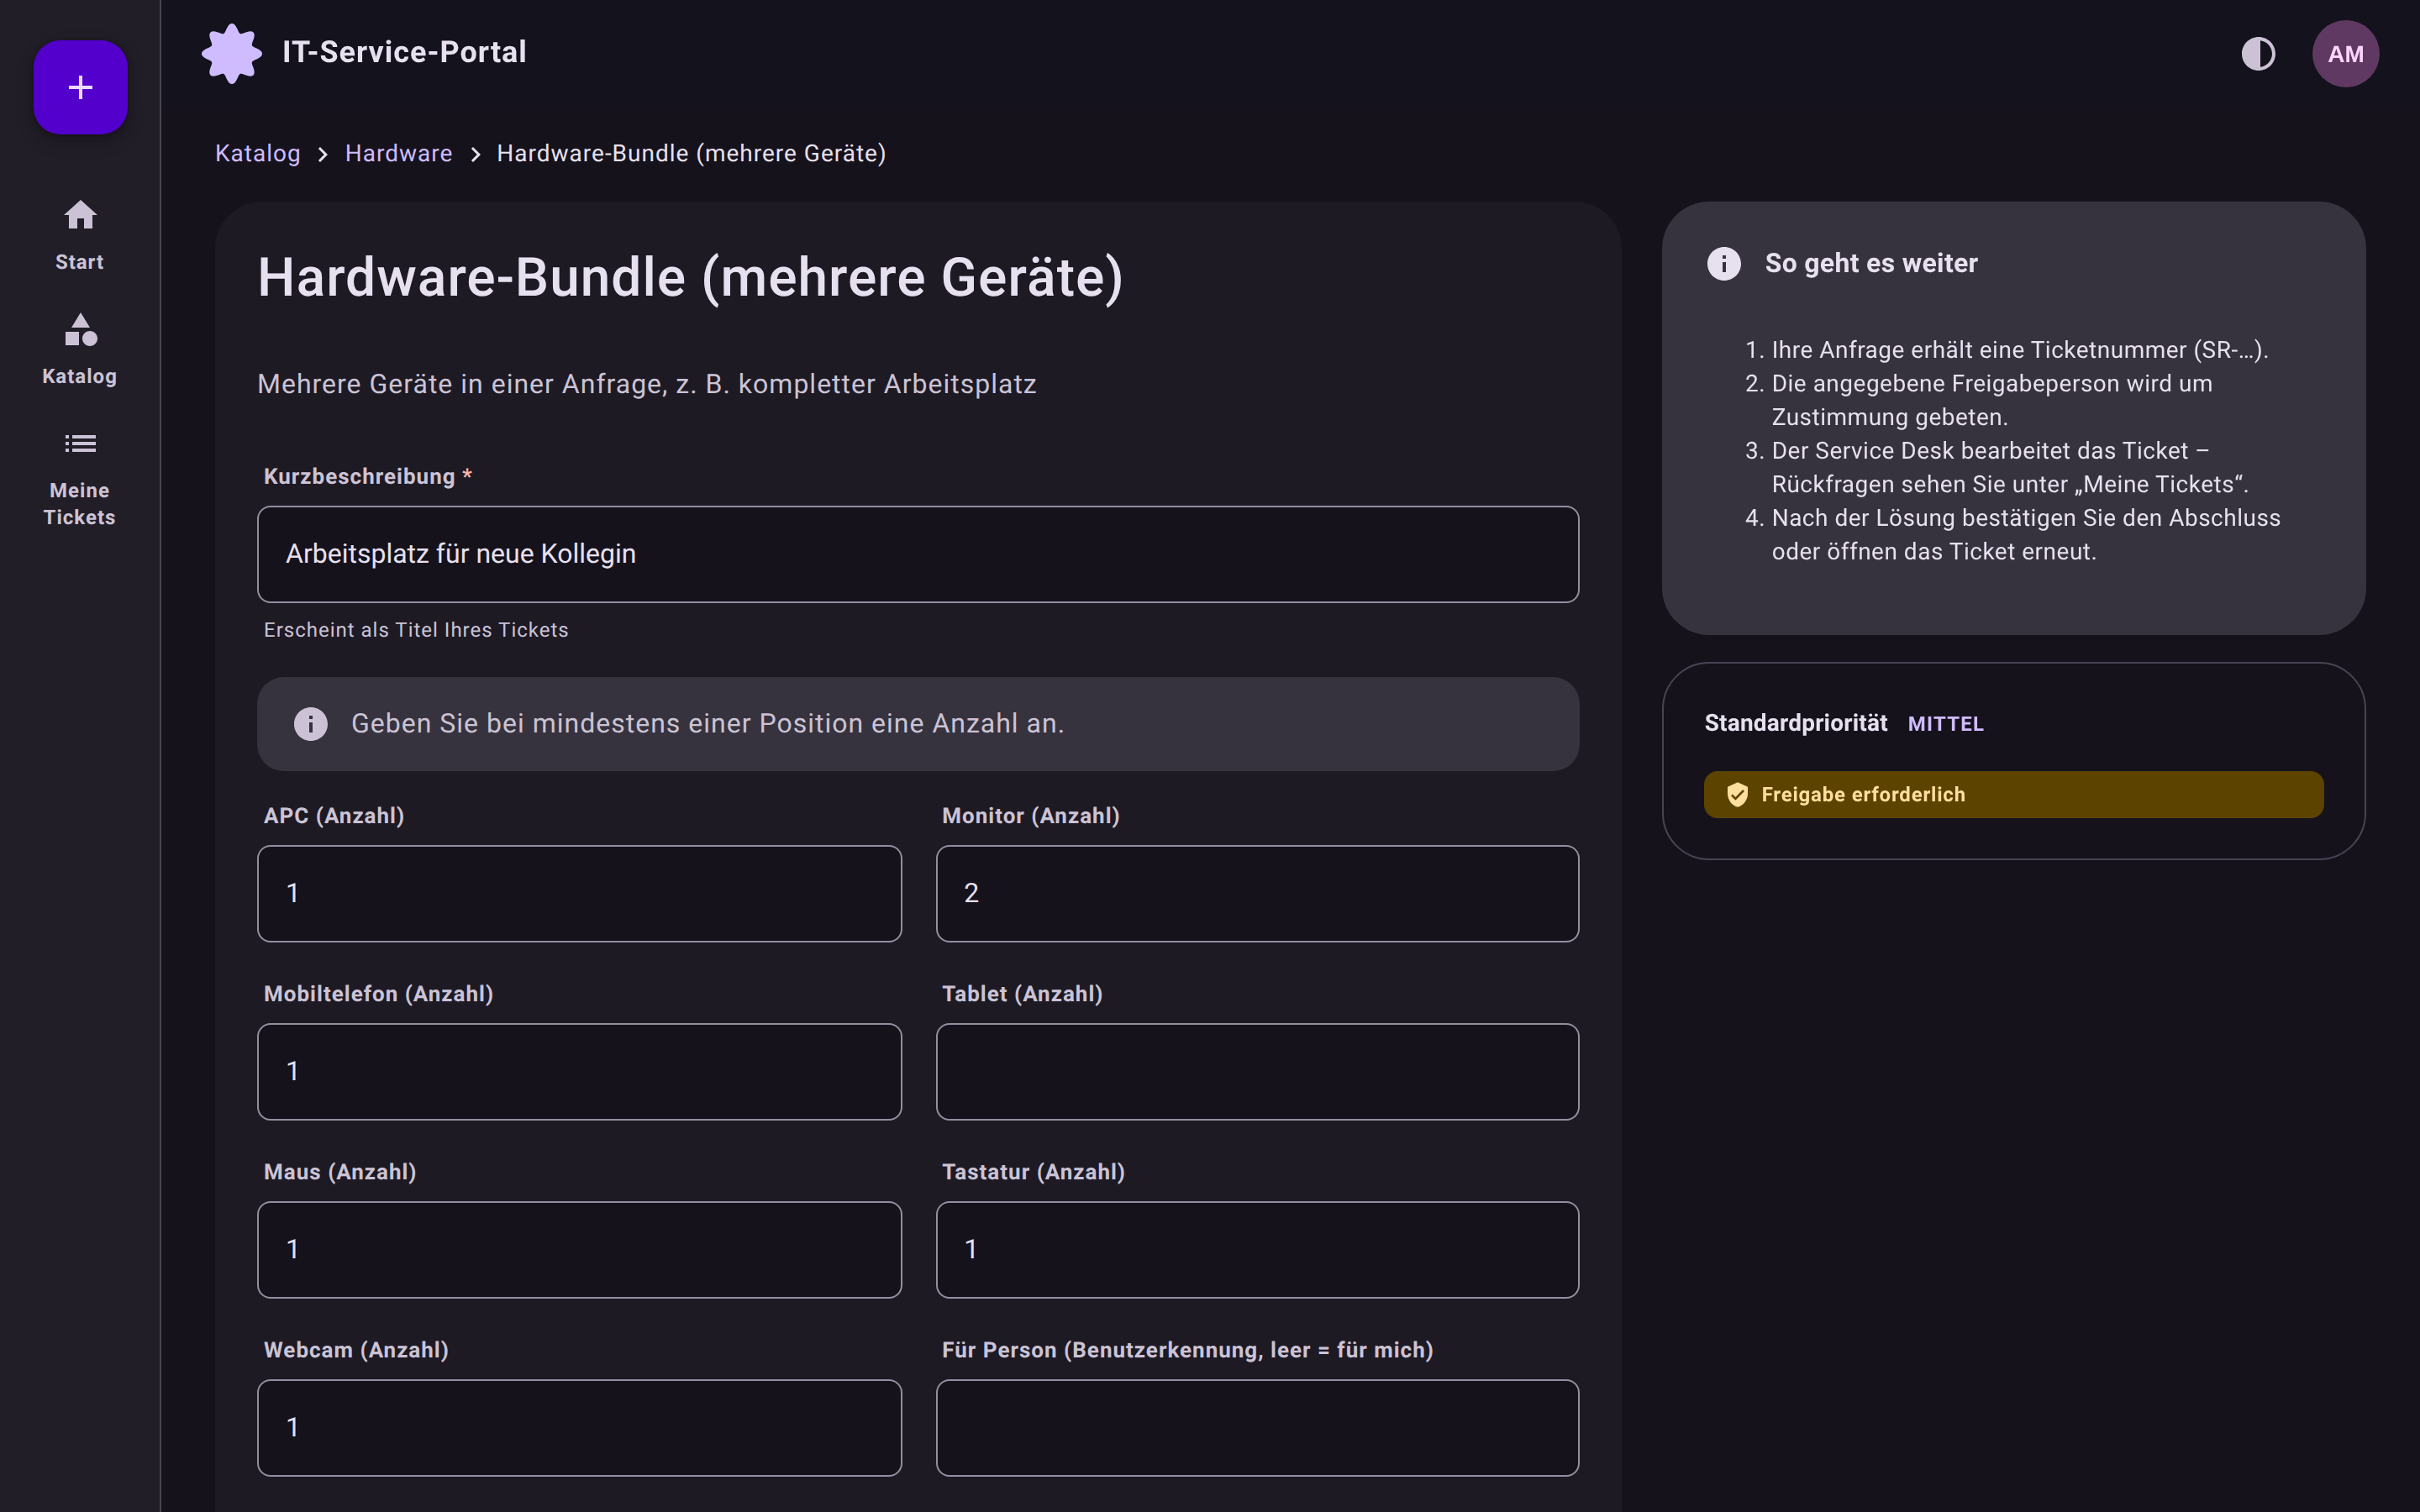 IT-Service-Portal
AM
Start
Katalog
Meine
Tickets
Katalog
Hardware
Hardware-Bundle (mehrere Geräte)
Hardware-Bundle (mehrere Geräte)
Mehrere Geräte in einer Anfrage, z. B. kompletter Arbeitsplatz
Kurzbeschreibung *
Arbeitsplatz für neue Kollegin
Erscheint als Titel Ihres Tickets
Geben Sie bei mindestens einer Position eine Anzahl an.
APC (Anzahl)
1
Monitor (Anzahl)
2
Mobiltelefon (Anzahl)
1
Tablet (Anzahl)
Maus (Anzahl)
1
Tastatur (Anzahl)
1
Webcam (Anzahl)
1
Für Person (Benutzerkennung, leer = für mich)
So geht es weiter
1. Ihre Anfrage erhält eine Ticketnummer (SR-…).
2. Die angegebene Freigabeperson wird um
Zustimmung gebeten.
3. Der Service Desk bearbeitet das Ticket –
Rückfragen sehen Sie unter „Meine Tickets“.
4. Nach der Lösung bestätigen Sie den Abschluss
oder öffnen das Ticket erneut.
Standardpriorität MITTEL
Freigabe erforderlich